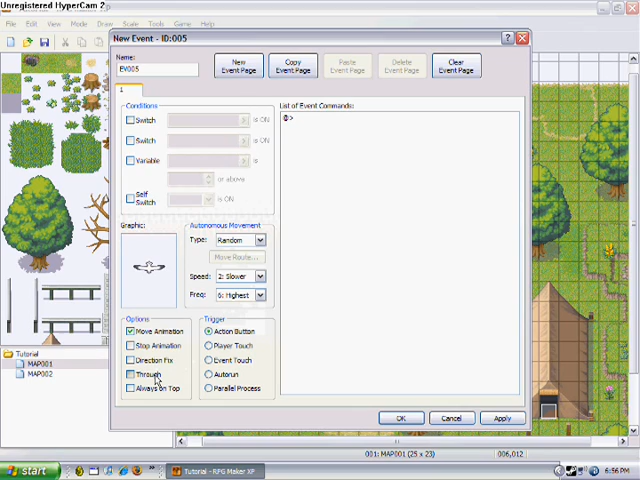 Unregistered HyperCam 2
File Edit View Mode Draw Scale Tools Game Help
New Event - ID:005
Name:
EV005
New Event Page
Copy Event Page
Paste Event Page
Delete Event Page
Clear Event Page
1
Conditions
Switch is ON
Switch is ON
Variable is
or above
Self Switch is ON
List of Event Commands:
@>
Graphic:
Autonomous Movement
Type: Random
Move Route...
Speed: 2: Slower
Freq: 6: Highest
Options
Move Animation
Stop Animation
Direction Fix
Through
Always on Top
Trigger
Action Button
Player Touch
Event Touch
Autorun
Parallel Process
OK Cancel Apply
Tutorial
MAP001
MAP002
001: MAP001 (25 x 23) 006,012
start
Tutorial - RPG Maker XP
6:56 PM